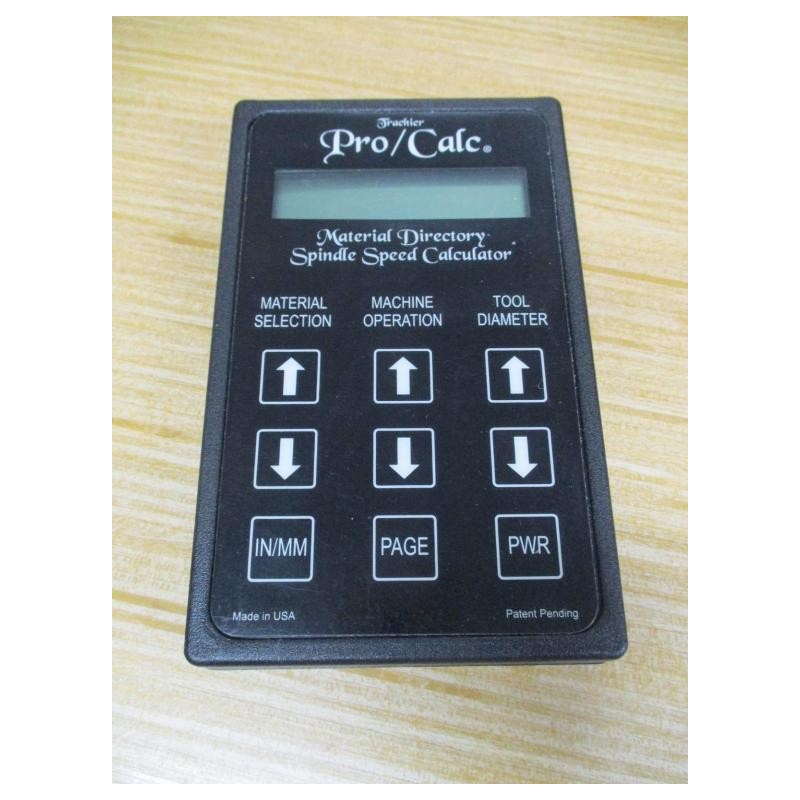 Trachier
Pro/Calc®
Material Directory™
Spindle Speed Calculator®
MATERIAL SELECTION
MACHINE OPERATION
TOOL DIAMETER
IN/MM
PAGE
PWR
Made in USA
Patent Pending